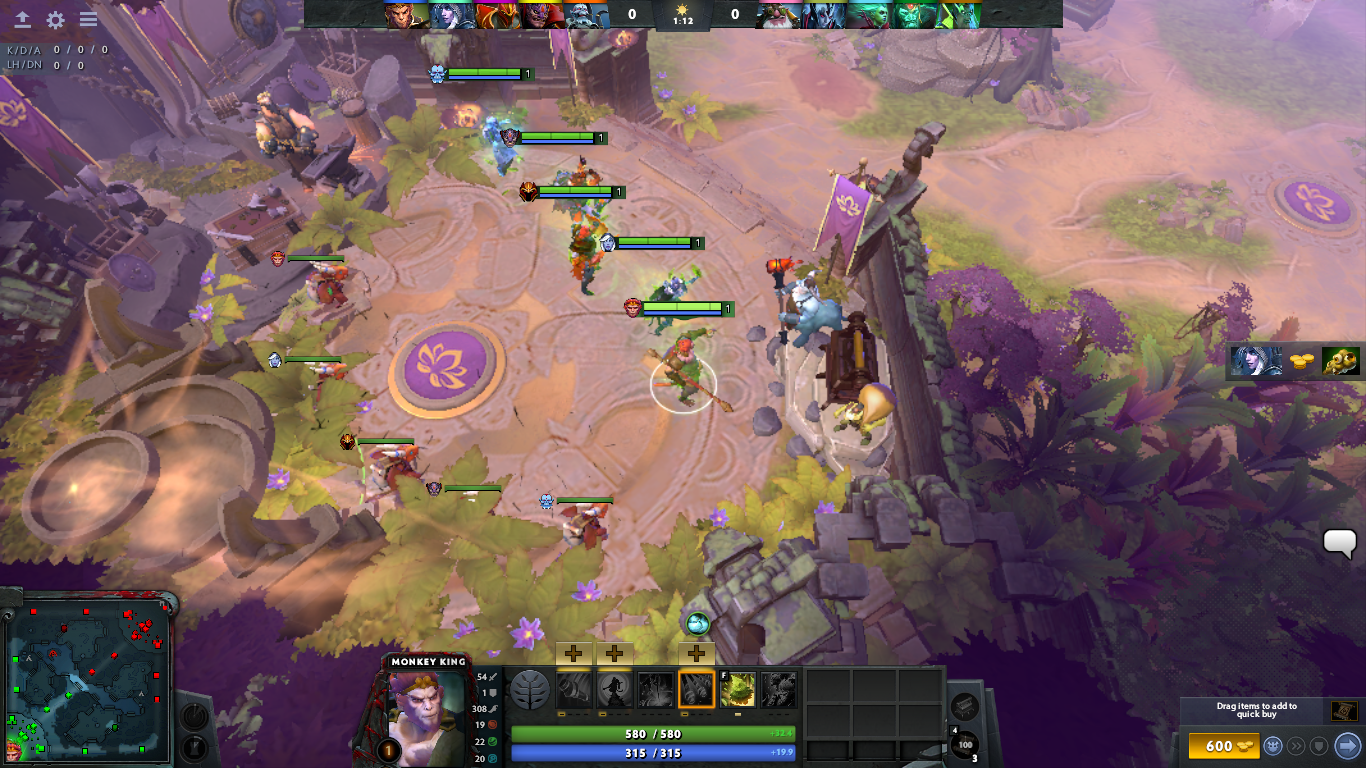 0 1:12 0
K/D/A 0 / 0 / 0
LH/DN 0 / 0
1
1
1
1
1
MONKEY KING
54
1
308
19
22
20
1
F
580 / 580 +32.4
315 / 315 +19.9
4
100
3
Drag items to add to
quick buy
600